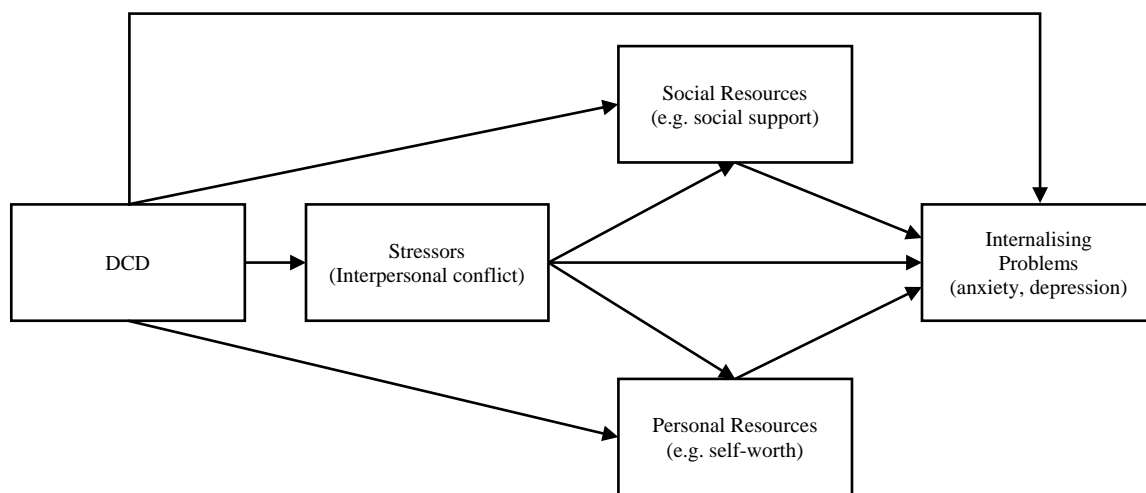 Social Resources
(e.g. social support)
DCD
Stressors
(Interpersonal conflict)
Internalising
Problems
(anxiety, depression)
Personal Resources
(e.g. self-worth)